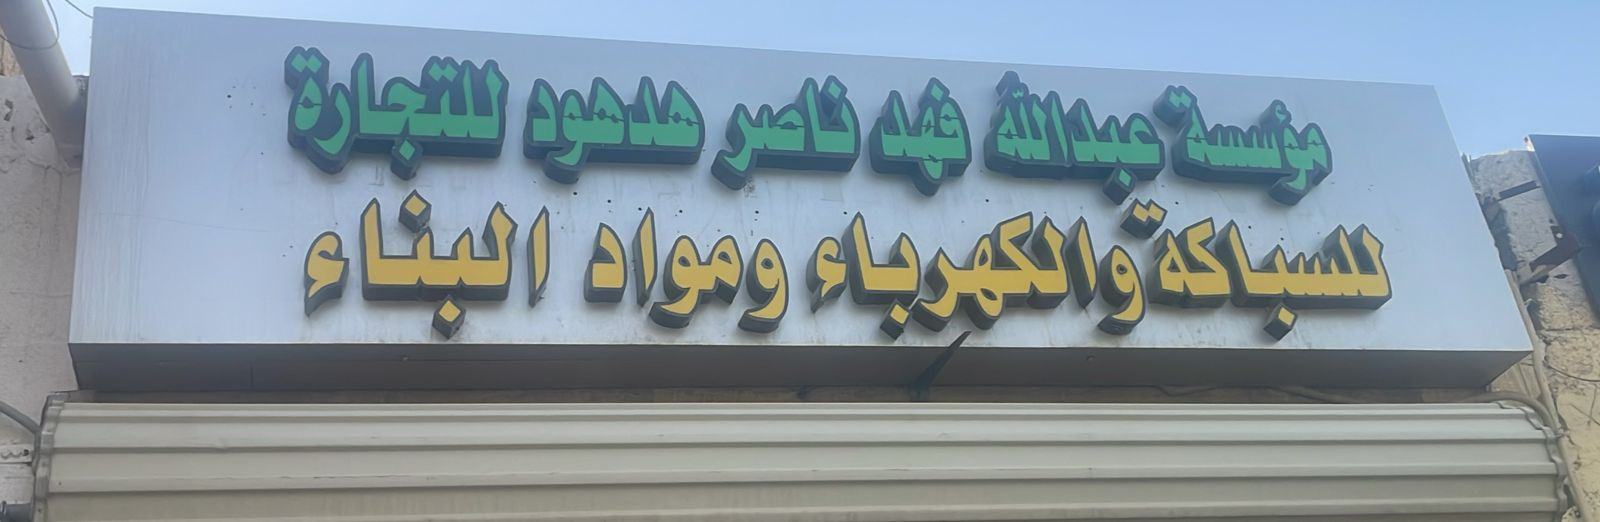 مؤسسة عبدالله فهد ناصر هدهود للتجارة
للسباكة والكهرباء ومواد البناء